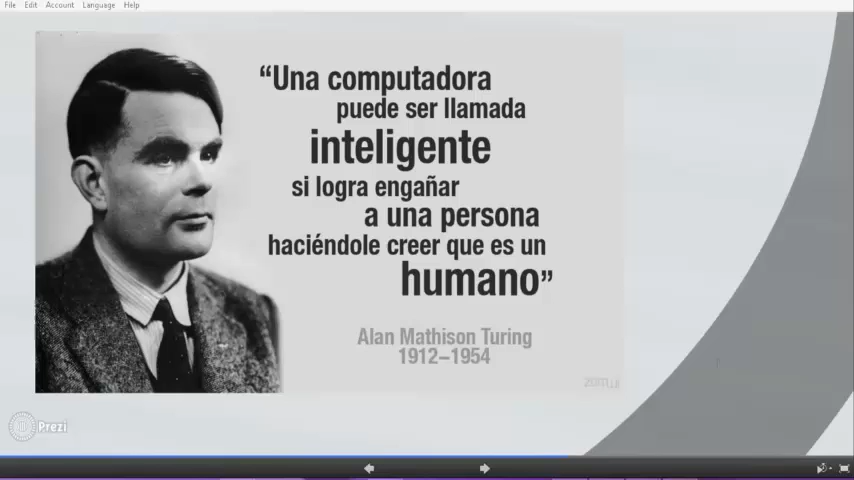 File Edit Account Language Help
“Una computadora
puede ser llamada
inteligente
si logra engañar
a una persona
haciéndole creer que es un
humano”
Alan Mathison Turing
1912–1954
Prezi